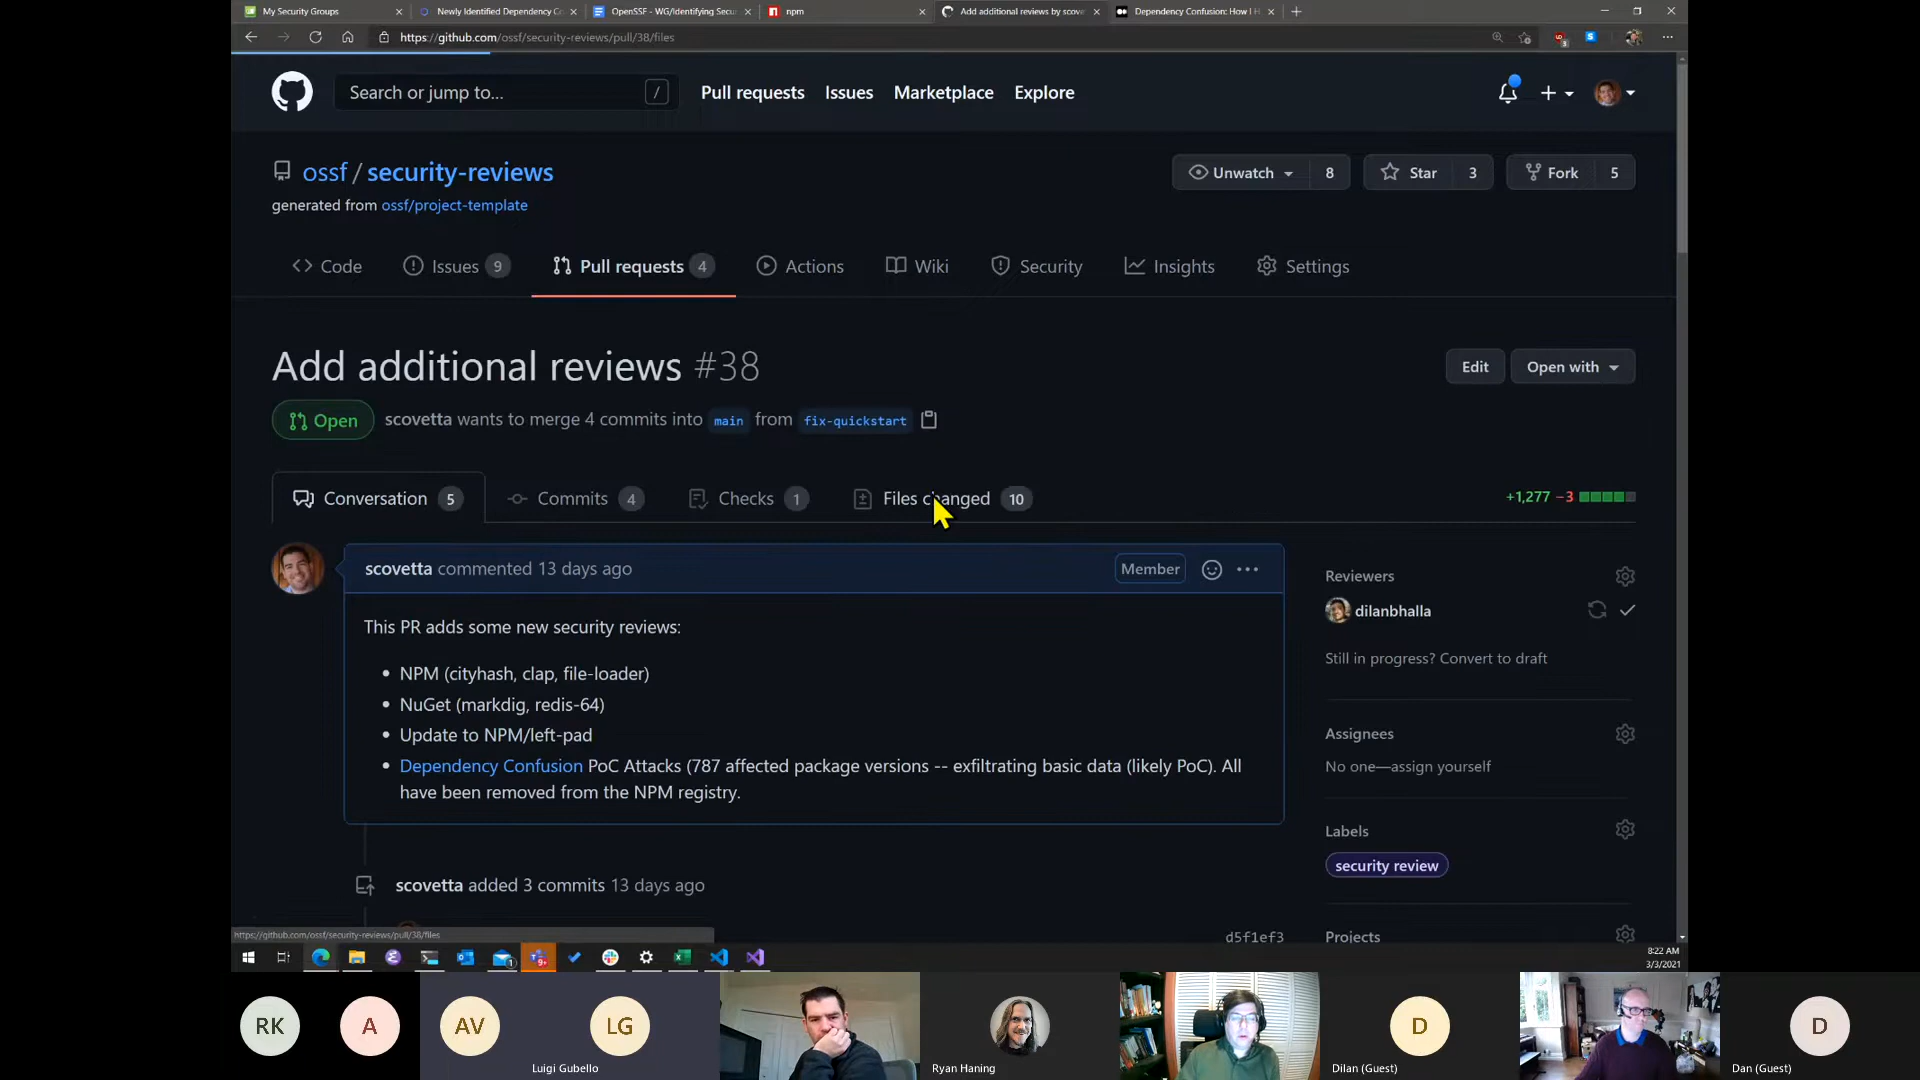 My Security Groups
Newly Identified Dependency Co
OpenSSF - WG/Identifying Secu
npm
Add additional reviews by scove
Dependency Confusion: How I H
https://github.com/ossf/security-reviews/pull/38/files
Search or jump to...
/
Pull requests
Issues
Marketplace
Explore
ossf / security-reviews
Unwatch 8
Star 3
Fork 5
generated from ossf/project-template
Code
Issues 9
Pull requests 4
Actions
Wiki
Security
Insights
Settings
Add additional reviews #38
Edit
Open with
Open
scovetta wants to merge 4 commits into main from fix-quickstart
Conversation 5
Commits 4
Checks 1
Files changed 10
+1,277 −3
scovetta commented 13 days ago
Member
This PR adds some new security reviews:
• NPM (cityhash, clap, file-loader)
• NuGet (markdig, redis-64)
• Update to NPM/left-pad
• Dependency Confusion PoC Attacks (787 affected package versions -- exfiltrating basic data (likely PoC). All
have been removed from the NPM registry.
Reviewers
dilanbhalla
Still in progress? Convert to draft
Assignees
No one—assign yourself
Labels
security review
Projects
scovetta added 3 commits 13 days ago
d5f1ef3
https://github.com/ossf/security-reviews/pull/38/files
8:22 AM
3/3/2021
RK
A
AV
LG
Luigi Gubello
Ryan Haning
D
Dilan (Guest)
D
Dan (Guest)